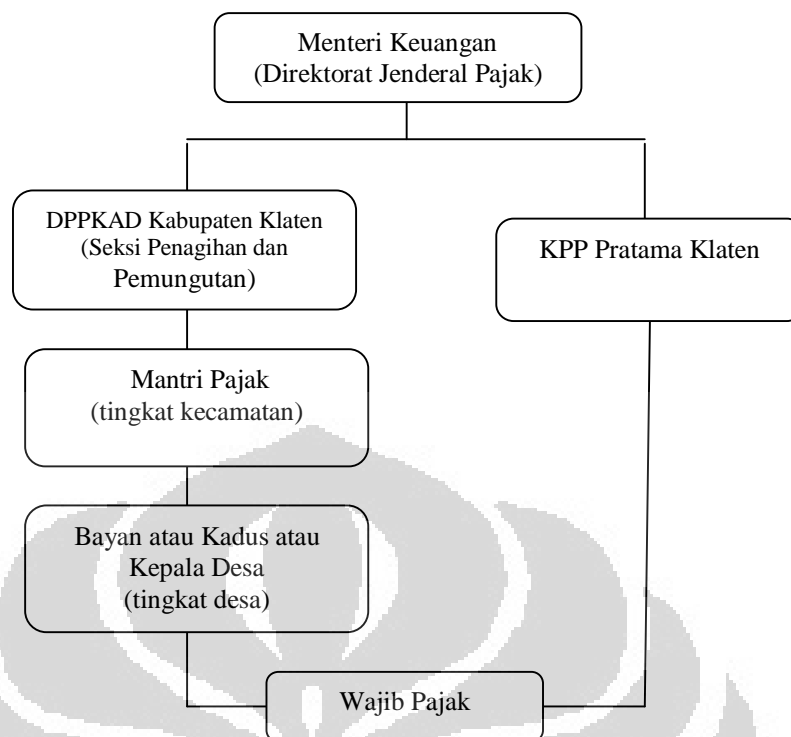 Menteri Keuangan
(Direktorat Jenderal Pajak)
DPPKAD Kabupaten Klaten
(Seksi Penagihan dan
Pemungutan)
KPP Pratama Klaten
Mantri Pajak
(tingkat kecamatan)
Bayan atau Kadus atau
Kepala Desa
(tingkat desa)
Wajib Pajak